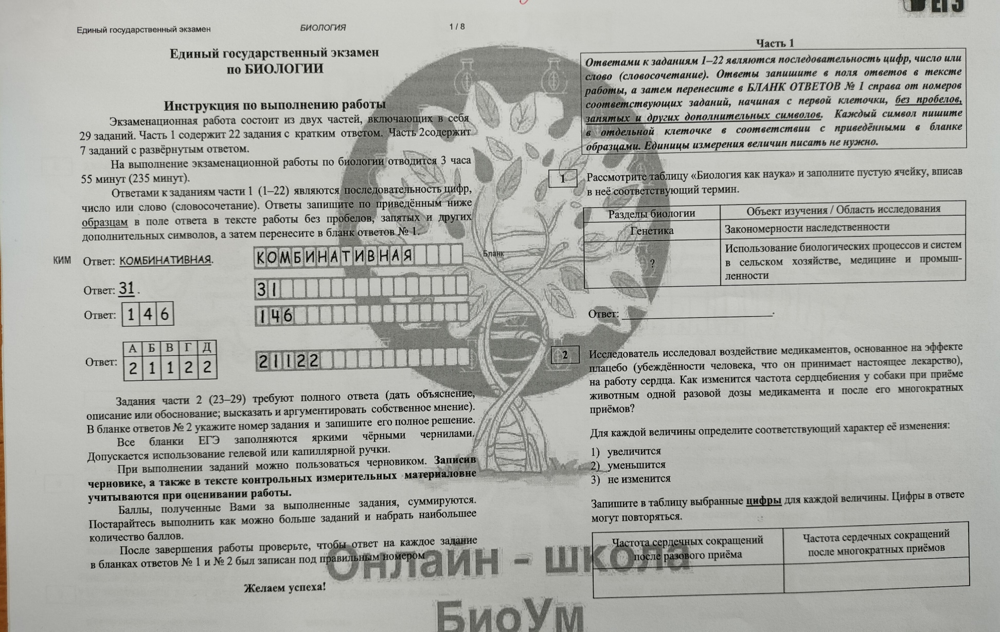 ЕГЭ
Единый государственный экзамен
БИОЛОГИЯ
1 / 8
Единый государственный экзамен
по БИОЛОГИИ
Инструкция по выполнению работы
Экзаменационная работа состоит из двух частей, включающих в себя
29 заданий. Часть 1 содержит 22 задания с кратким ответом. Часть 2содержит
7 заданий с развёрнутым ответом.
На выполнение экзаменационной работы по биологии отводится 3 часа
55 минут (235 минут).
Ответами к заданиям части 1 (1–22) являются последовательность цифр,
число или слово (словосочетание). Ответы запишите по приведённым ниже
образцам в поле ответа в тексте работы без пробелов, запятых и других
дополнительных символов, а затем перенесите в бланк ответов № 1.
КИМ
Ответ: КОМБИНАТИВНАЯ.
КОМБИНАТИВНАЯ
Бланк
Ответ: 31 .
31
Ответ: 1 4 6
146
А Б В Г Д
Ответ: 2 1 1 2 2
21122
Задания части 2 (23–29) требуют полного ответа (дать объяснение,
описание или обоснование; высказать и аргументировать собственное мнение).
В бланке ответов № 2 укажите номер задания и запишите его полное решение.
Все бланки ЕГЭ заполняются яркими чёрными чернилами.
Допускается использование гелевой или капиллярной ручки.
При выполнении заданий можно пользоваться черновиком. Записив
черновике, а также в тексте контрольных измерительных материаловне
учитываются при оценивании работы.
Баллы, полученные Вами за выполненные задания, суммируются.
Постарайтесь выполнить как можно больше заданий и набрать наибольшее
количество баллов.
После завершения работы проверьте, чтобы ответ на каждое задание
в бланках ответов № 1 и № 2 был записан под правильным номером
Желаем успеха!
Часть 1
Ответами к заданиям 1–22 являются последовательность цифр, число или
слово (словосочетание). Ответы запишите в поля ответов в тексте
работы, а затем перенесите в БЛАНК ОТВЕТОВ № 1 справа от номеров
соответствующих заданий, начиная с первой клеточки, без пробелов,
запятых и других дополнительных символов. Каждый символ пишите
в отдельной клеточке в соответствии с приведёнными в бланке
образцами. Единицы измерения величин писать не нужно.
1
Рассмотрите таблицу «Биология как наука» и заполните пустую ячейку, вписав
в неё соответствующий термин.
Разделы биологии
Объект изучения / Область исследования
Генетика
Закономерности наследственности
?
Использование биологических процессов и систем
в сельском хозяйстве, медицине и промыш-
ленности
Ответ: .
2
Исследователь исследовал воздействие медикаментов, основанное на эффекте
плацебо (убеждённости человека, что он принимает настоящее лекарство),
на работу сердца. Как изменится частота сердцебиения у собаки при приёме
животным одной разовой дозы медикамента и после его многократных
приёмов?
Для каждой величины определите соответствующий характер её изменения:
1) увеличится
2) уменьшится
3) не изменится
Запишите в таблицу выбранные цифры для каждой величины. Цифры в ответе
могут повторяться.
Частота сердечных сокращений
после разового приёма
Частота сердечных сокращений
после многократных приёмов
Онлайн - школа
БиоУм